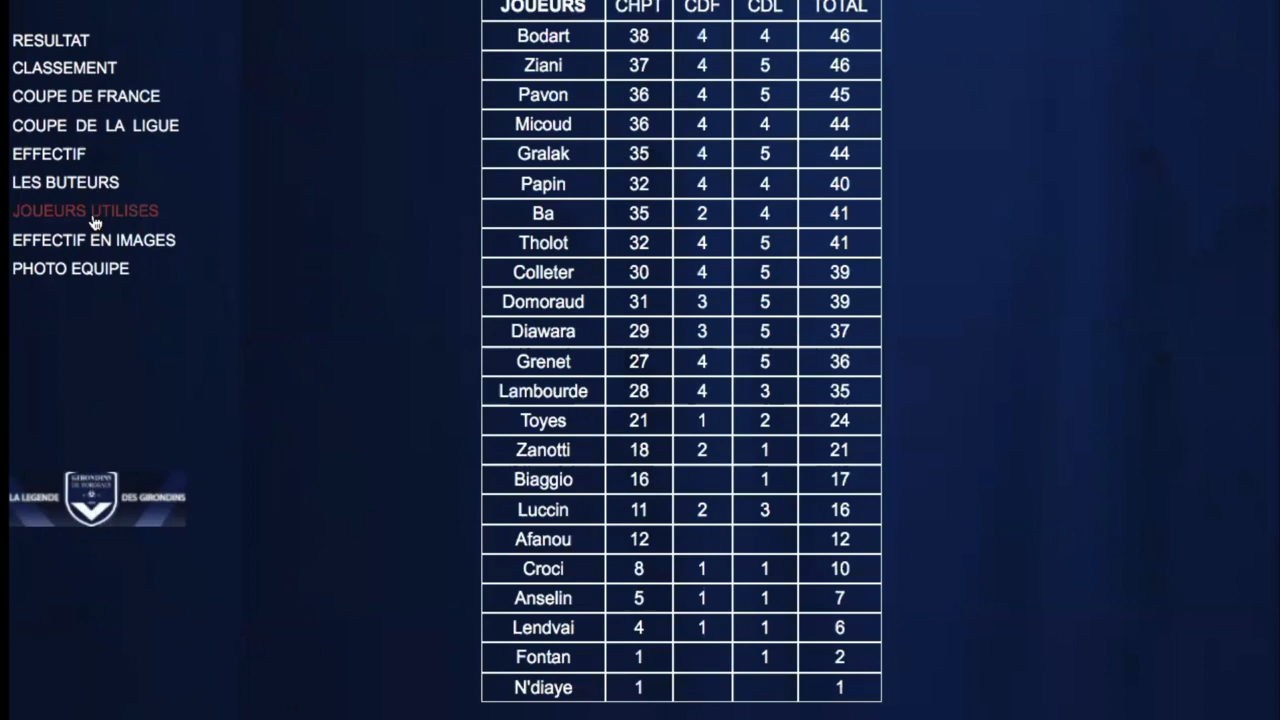 RESULTAT
CLASSEMENT
COUPE DE FRANCE
COUPE DE LA LIGUE
EFFECTIF
LES BUTEURS
JOUEURS UTILISES
EFFECTIF EN IMAGES
PHOTO EQUIPE
LA LEGENDE
GIRONDINS
DE BORDEAUX
DES GIRONDINS
JOUEURS CHPT CDF CDL TOTAL
Bodart 38 4 4 46
Ziani 37 4 5 46
Pavon 36 4 5 45
Micoud 36 4 4 44
Gralak 35 4 5 44
Papin 32 4 4 40
Ba 35 2 4 41
Tholot 32 4 5 41
Colleter 30 4 5 39
Domoraud 31 3 5 39
Diawara 29 3 5 37
Grenet 27 4 5 36
Lambourde 28 4 3 35
Toyes 21 1 2 24
Zanotti 18 2 1 21
Biaggio 16 1 17
Luccin 11 2 3 16
Afanou 12 12
Croci 8 1 1 10
Anselin 5 1 1 7
Lendvai 4 1 1 6
Fontan 1 1 2
N'diaye 1 1